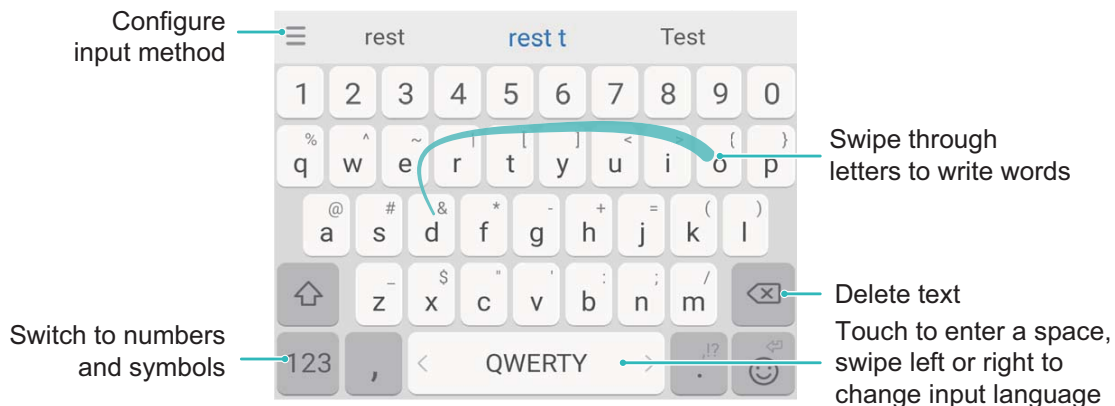 Configure
input method
rest rest t Test
1 2 3 4 5 6 7 8 9 0
% ^ ~ | [ ] < > { }
q w e r t y u i o p
Swipe through
letters to write words
@ # & * - + = ( )
a s d f g h j k l
_ $ " ' : ; /
z x c v b n m
Delete text
Switch to numbers
and symbols
123 , < QWERTY > ,!? .
Touch to enter a space,
swipe left or right to
change input language